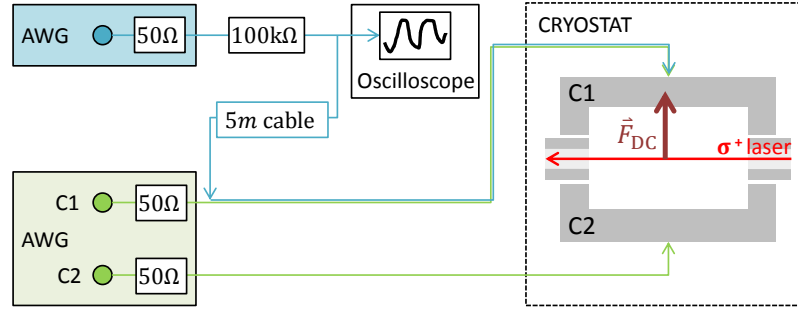 AWG
50Ω
100kΩ
Oscilloscope
5m cable
C1
50Ω
AWG
C2
50Ω
CRYOSTAT
C1
F⃗DC
σ+ laser
C2